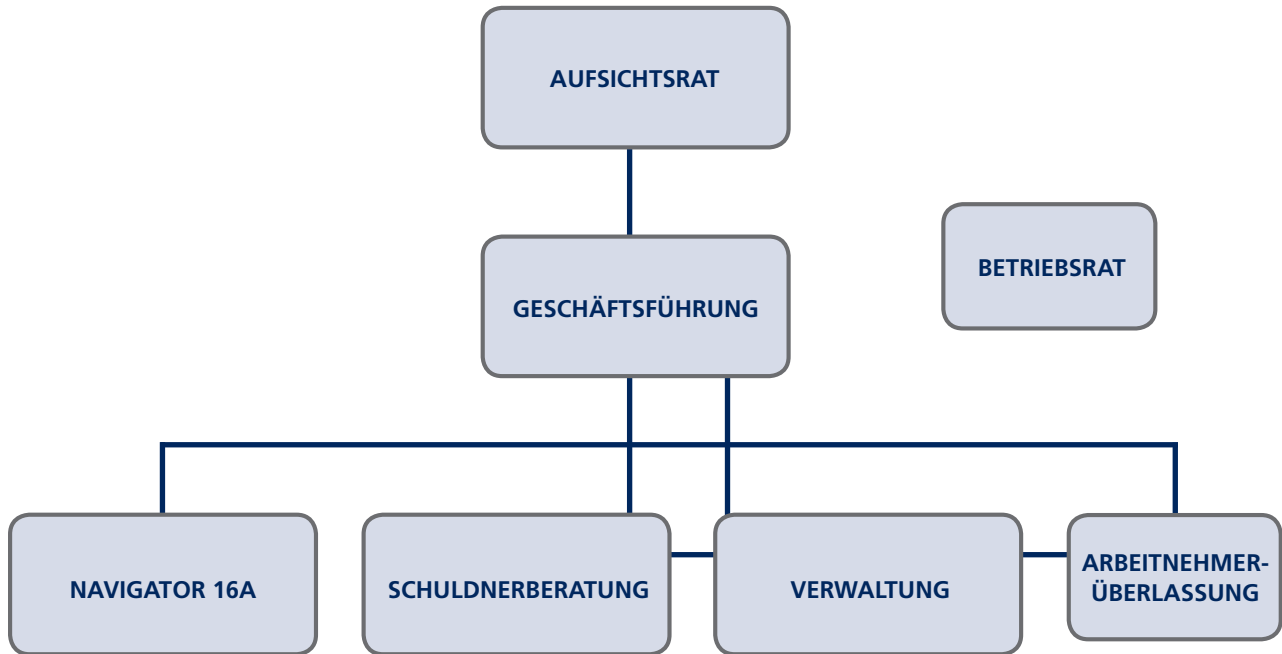 AUFSICHTSRAT
BETRIEBSRAT
GESCHÄFTSFÜHRUNG
NAVIGATOR 16A
SCHULDNERBERATUNG
VERWALTUNG
ARBEITNEHMER-
ÜBERLASSUNG